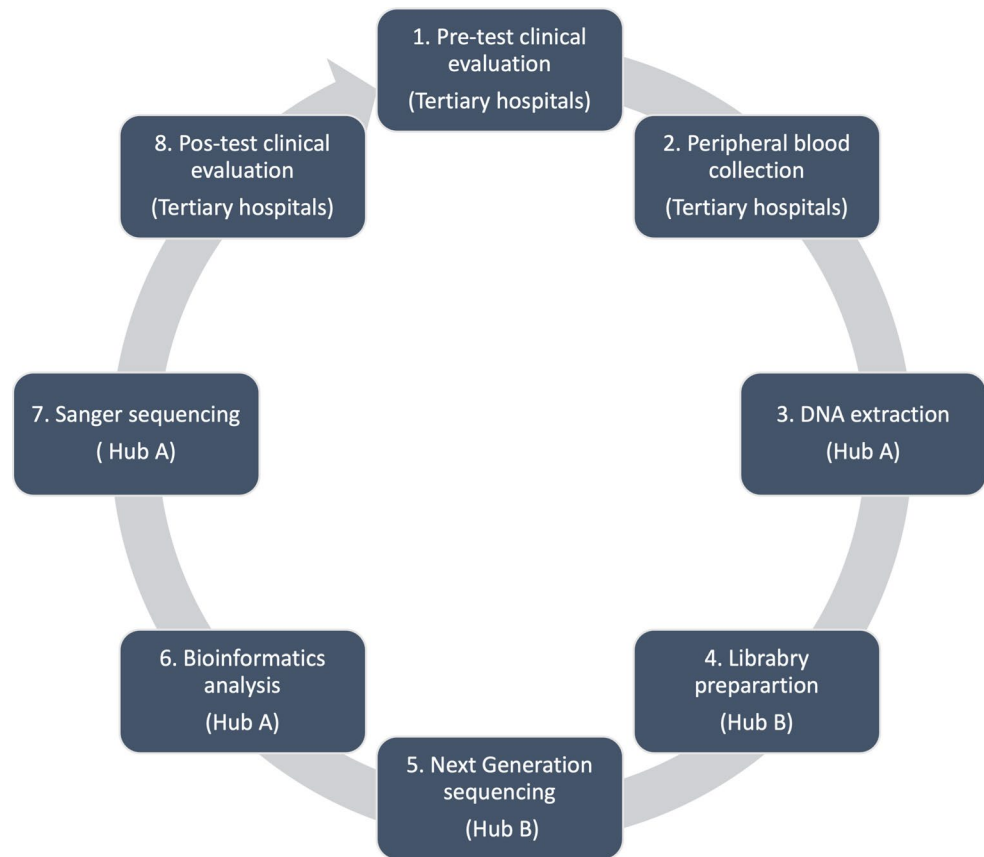 1. Pre-test clinical
evaluation
(Tertiary hospitals)
2. Peripheral blood
collection
(Tertiary hospitals)
3. DNA extraction
(Hub A)
4. Librabry
preparartion
(Hub B)
5. Next Generation
sequencing
(Hub B)
6. Bioinformatics
analysis
(Hub A)
7. Sanger sequencing
( Hub A)
8. Pos-test clinical
evaluation
(Tertiary hospitals)